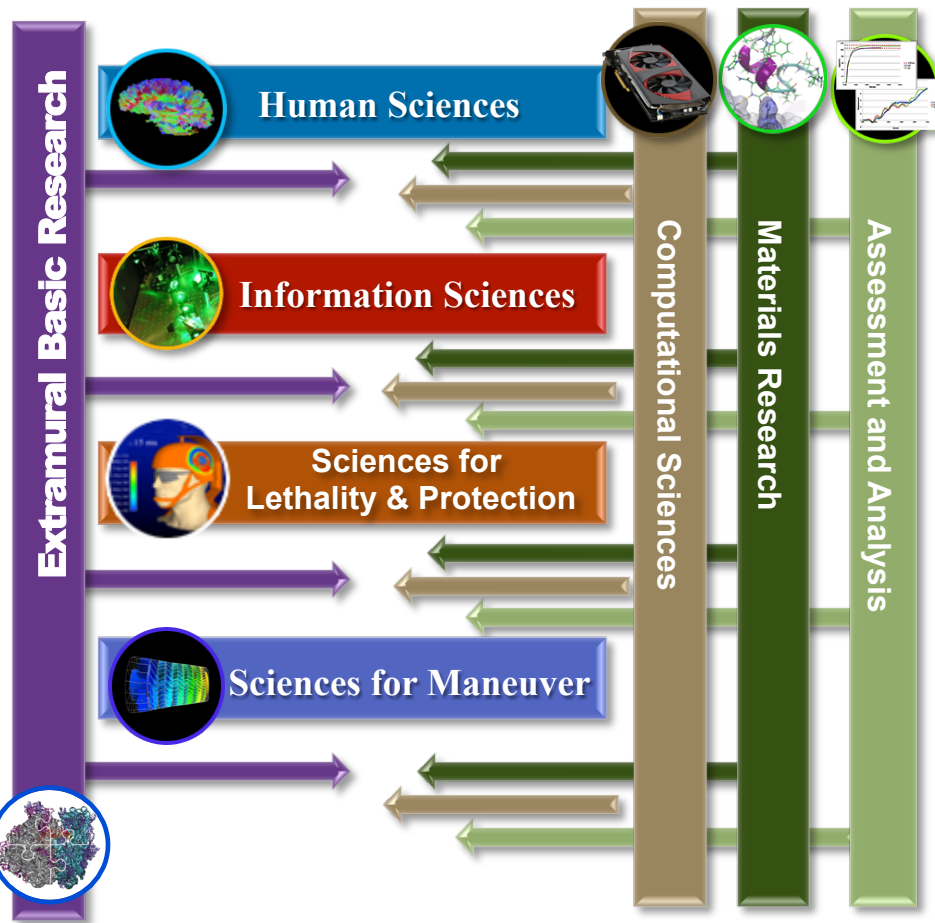 Extramural Basic Research
Human Sciences
Information Sciences
Sciences for
Lethality & Protection
Sciences for Maneuver
Computational Sciences
Materials Research
Assessment and Analysis